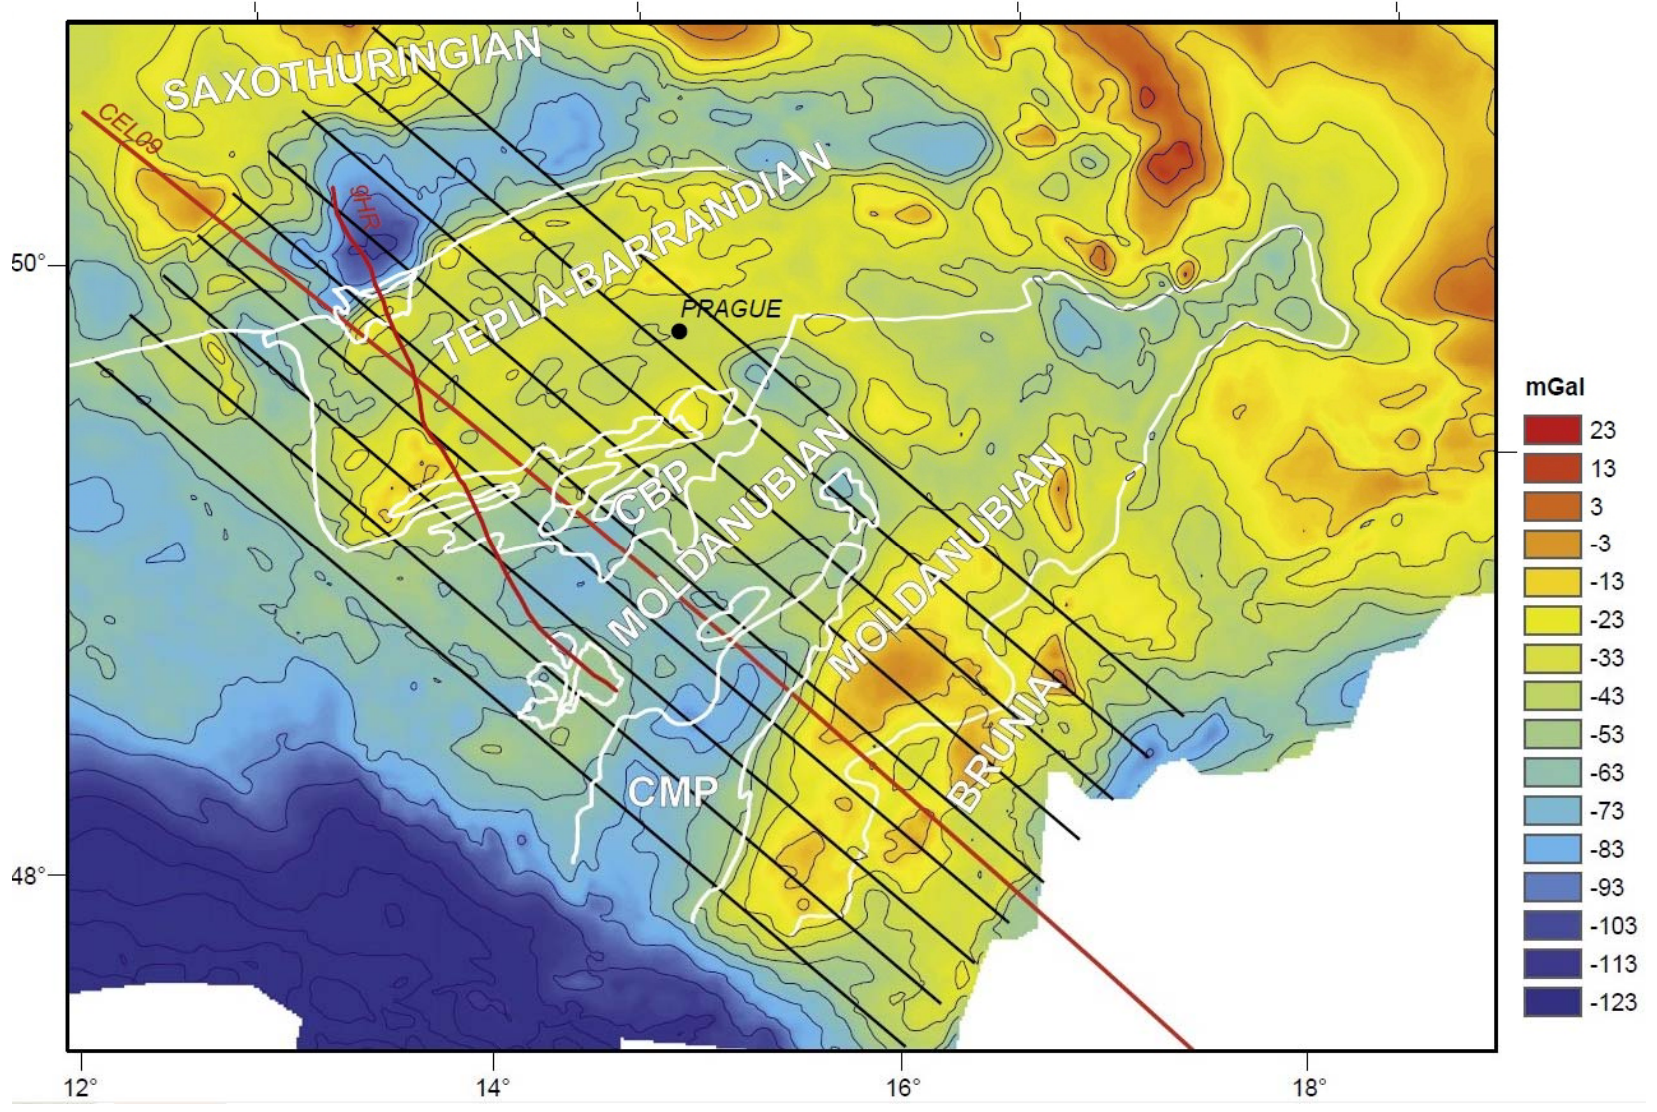 SAXOTHURINGIAN
CEL09
9HR
TEPLA-BARRANDIAN
50°
PRAGUE
mGal
23
13
3
-3
-13
-23
-33
-43
-53
-63
-73
-83
-93
-103
-113
-123
CBP
MOLDANUBIAN
MOLDANUBIAN
BRUNIA
CMP
48°
12°
14°
16°
18°